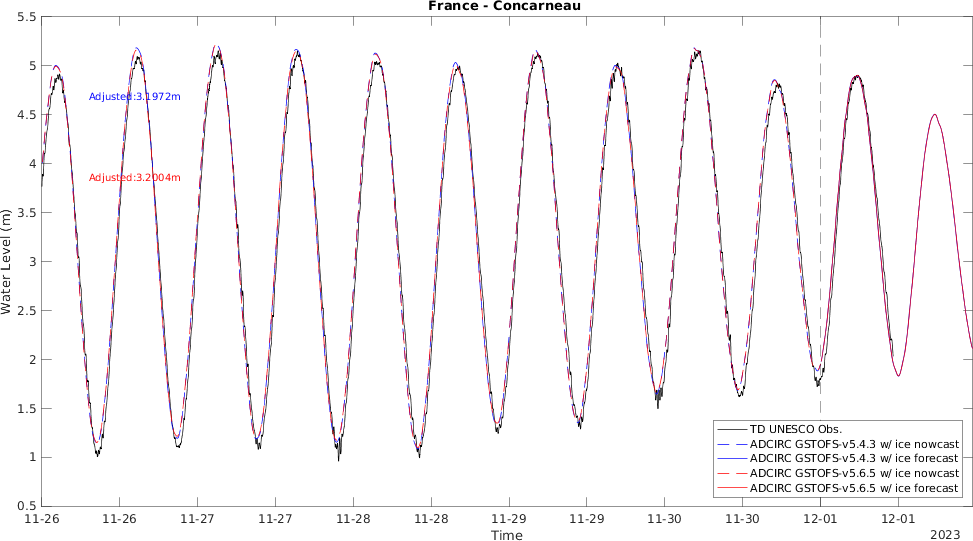 France - Concarneau
5.5
5
4.5
4
3.5
3
2.5
2
1.5
1
0.5
Water Level (m)
Adjusted:3.1972m
Adjusted:3.2004m
TD UNESCO Obs.
ADCIRC GSTOFS-v5.4.3 w/ ice nowcast
ADCIRC GSTOFS-v5.4.3 w/ ice forecast
ADCIRC GSTOFS-v5.6.5 w/ ice nowcast
ADCIRC GSTOFS-v5.6.5 w/ ice forecast
11-26 11-26 11-27 11-27 11-28 11-28 11-29 11-29 11-30 11-30 12-01 12-01
Time
2023